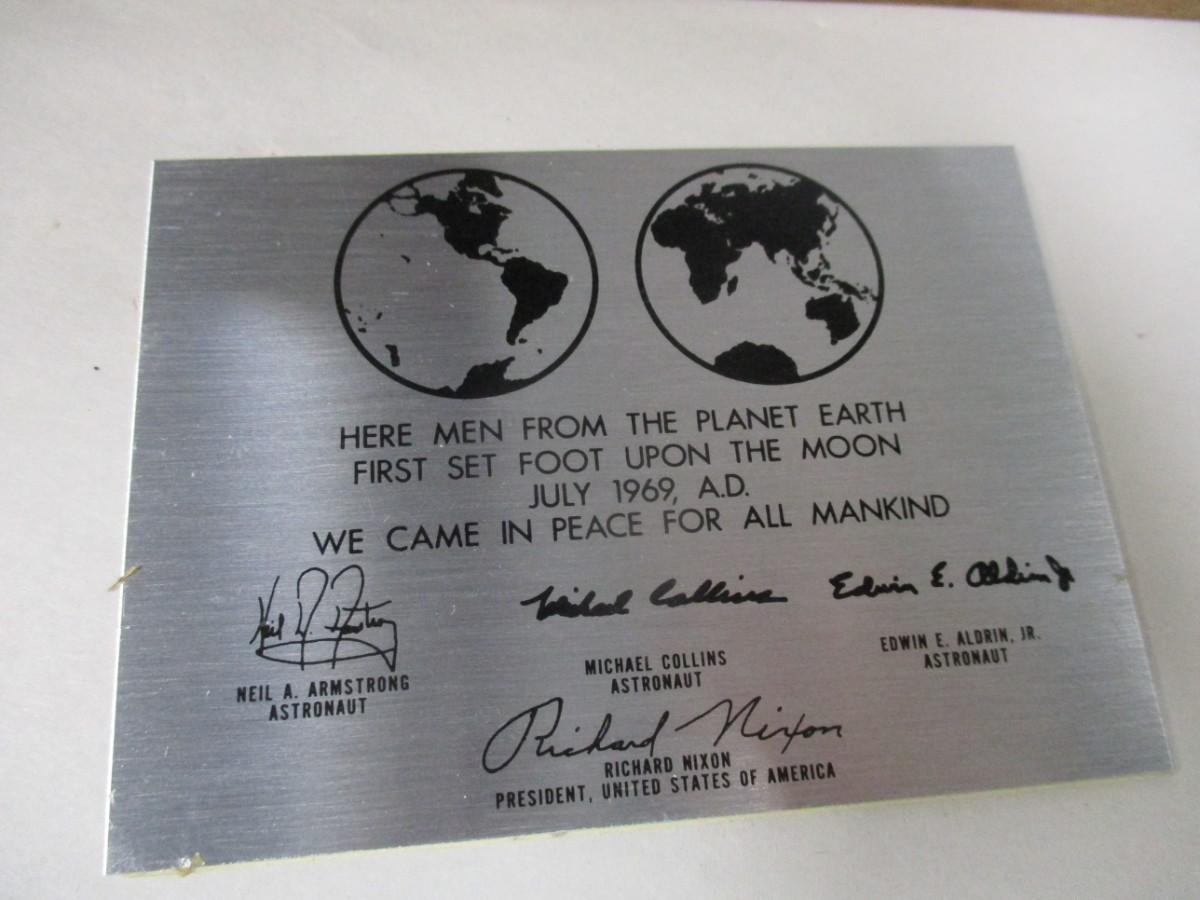 HERE MEN FROM THE PLANET EARTH
FIRST SET FOOT UPON THE MOON
JULY 1969, A.D.
WE CAME IN PEACE FOR ALL MANKIND
Neil A. Armstrong
Michael Collins
Edwin E. Aldrin Jr
NEIL A. ARMSTRONG
ASTRONAUT
MICHAEL COLLINS
ASTRONAUT
EDWIN E. ALDRIN, JR.
ASTRONAUT
Richard Nixon
RICHARD NIXON
PRESIDENT, UNITED STATES OF AMERICA